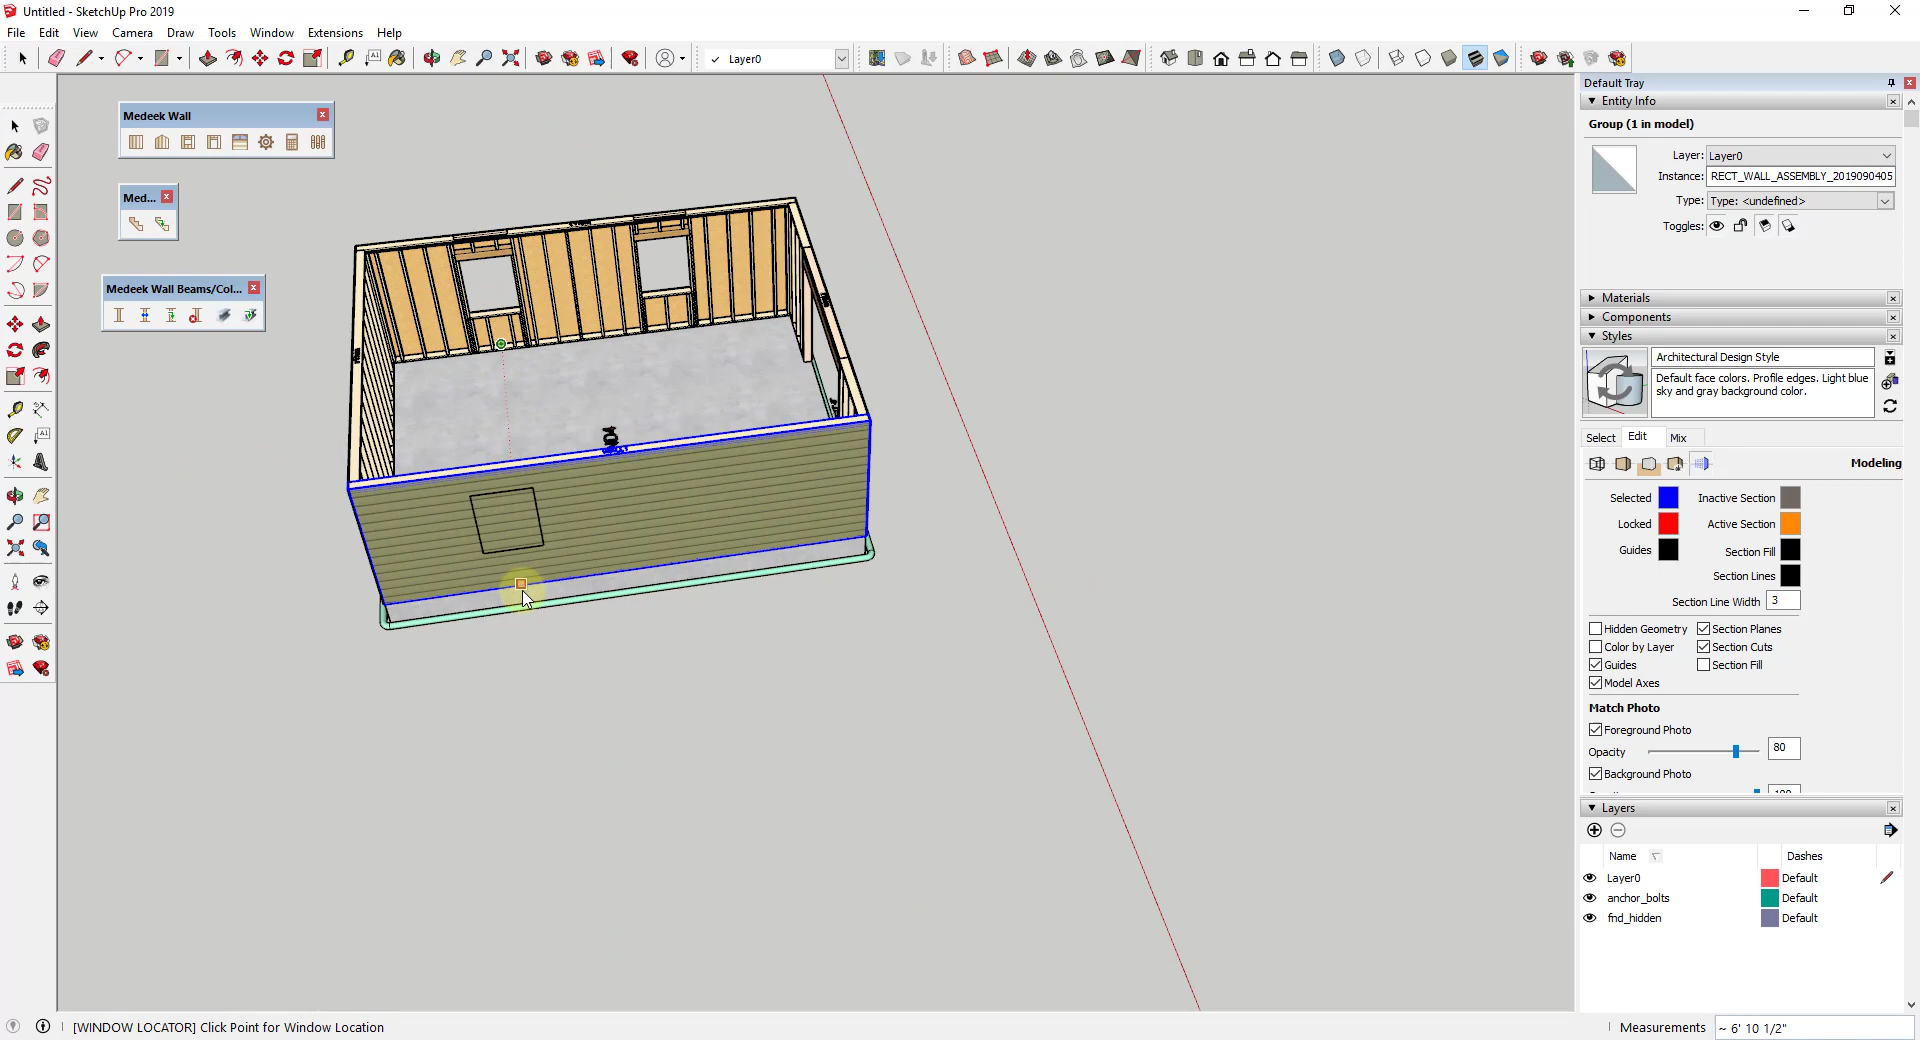 Untitled - SketchUp Pro 2019
File Edit View Camera Draw Tools Window Extensions Help
Layer0
Medeek Wall
Med...
Medeek Wall Beams/Col...
Default Tray
Entity Info
Group (1 in model)
Layer: Layer0
Instance: RECT_WALL_ASSEMBLY_2019090405
Type: Type: <undefined>
Toggles:
Materials
Components
Styles
Architectural Design Style
Default face colors. Profile edges. Light blue
sky and gray background color.
Select Edit Mix
Modeling
Selected Inactive Section
Locked Active Section
Guides Section Fill
Section Lines
Section Line Width 3
Hidden Geometry Section Planes
Color by Layer Section Cuts
Guides Section Fill
Model Axes
Match Photo
Foreground Photo
Opacity 80
Background Photo
Layers
Name Dashes
Layer0 Default
anchor_bolts Default
fnd_hidden Default
[WINDOW LOCATOR] Click Point for Window Location
Measurements ~ 6' 10 1/2"